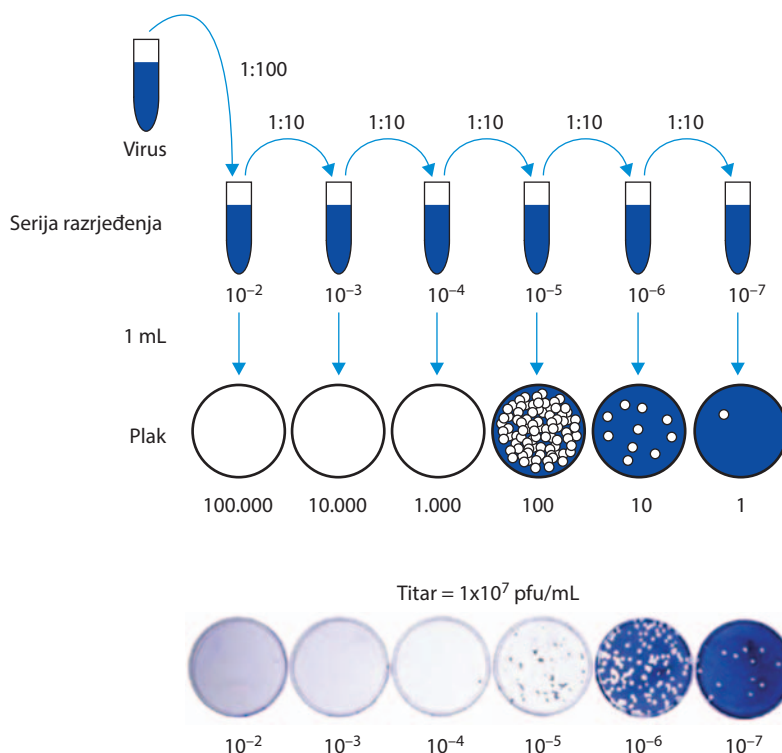 1:100
1:10 1:10 1:10 1:10 1:10
Virus
Serija razrjeđenja
10⁻² 10⁻³ 10⁻⁴ 10⁻⁵ 10⁻⁶ 10⁻⁷
1 mL
Plak
100.000 10.000 1.000 100 10 1
Titar = 1x10⁷ pfu/mL
10⁻² 10⁻³ 10⁻⁴ 10⁻⁵ 10⁻⁶ 10⁻⁷